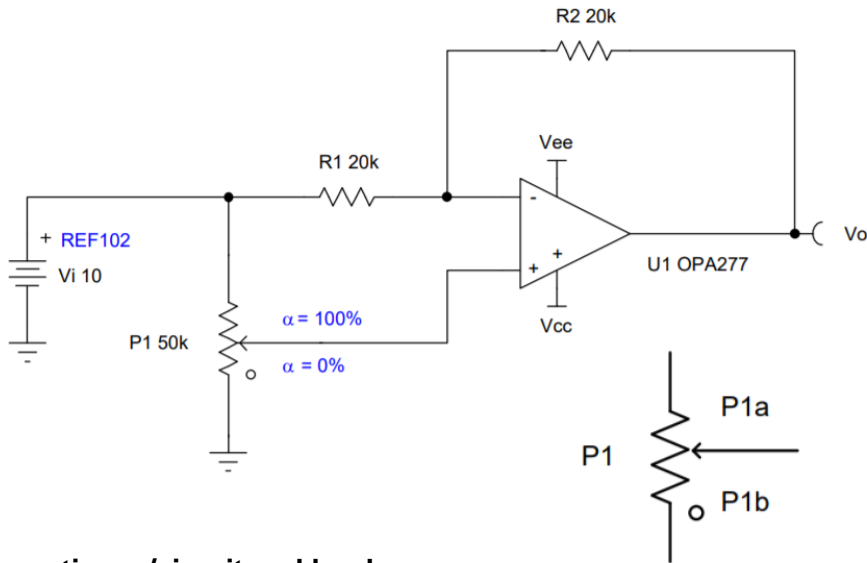 R2 20k
Vee
R1 20k
-
+ REF102
Vi 10
+
+
U1 OPA277
Vo
α = 100%
P1 50k
α = 0%
Vcc
P1a
P1
P1b